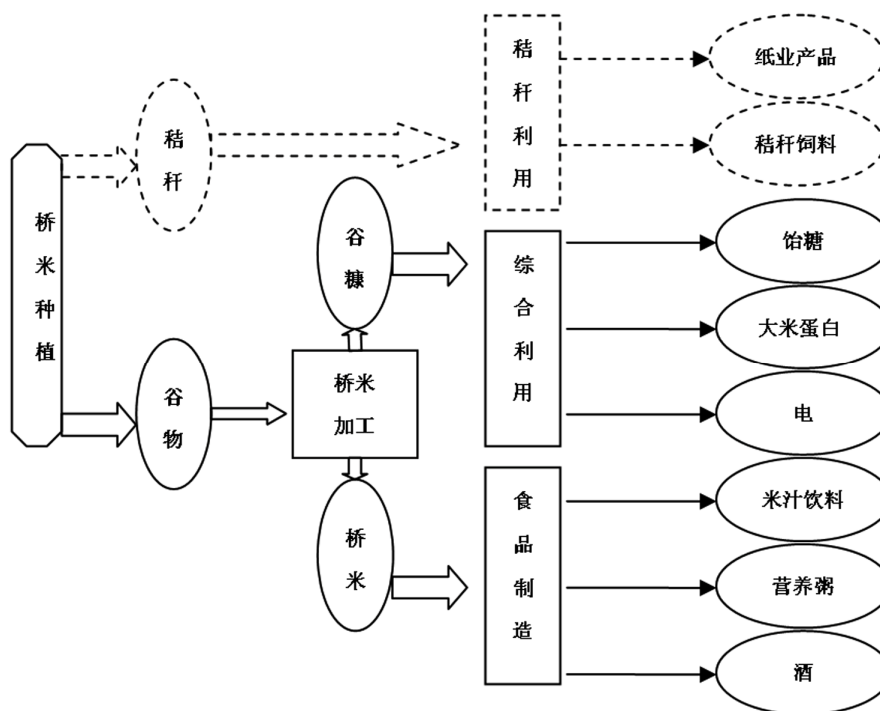 桥米种植
秸秆
谷物
谷糠
桥米
加工
桥米
秸秆利用
综合利用
食品制造
纸业产品
秸秆饲料
饴糖
大米蛋白
电
米汁饮料
营养粥
酒